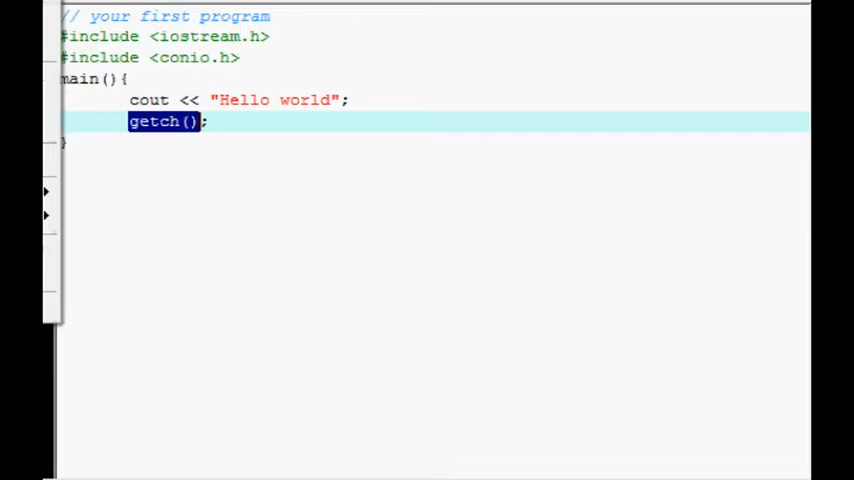 // your first program
#include <iostream.h>
#include <conio.h>
main(){
cout << "Hello world";
getch();
}